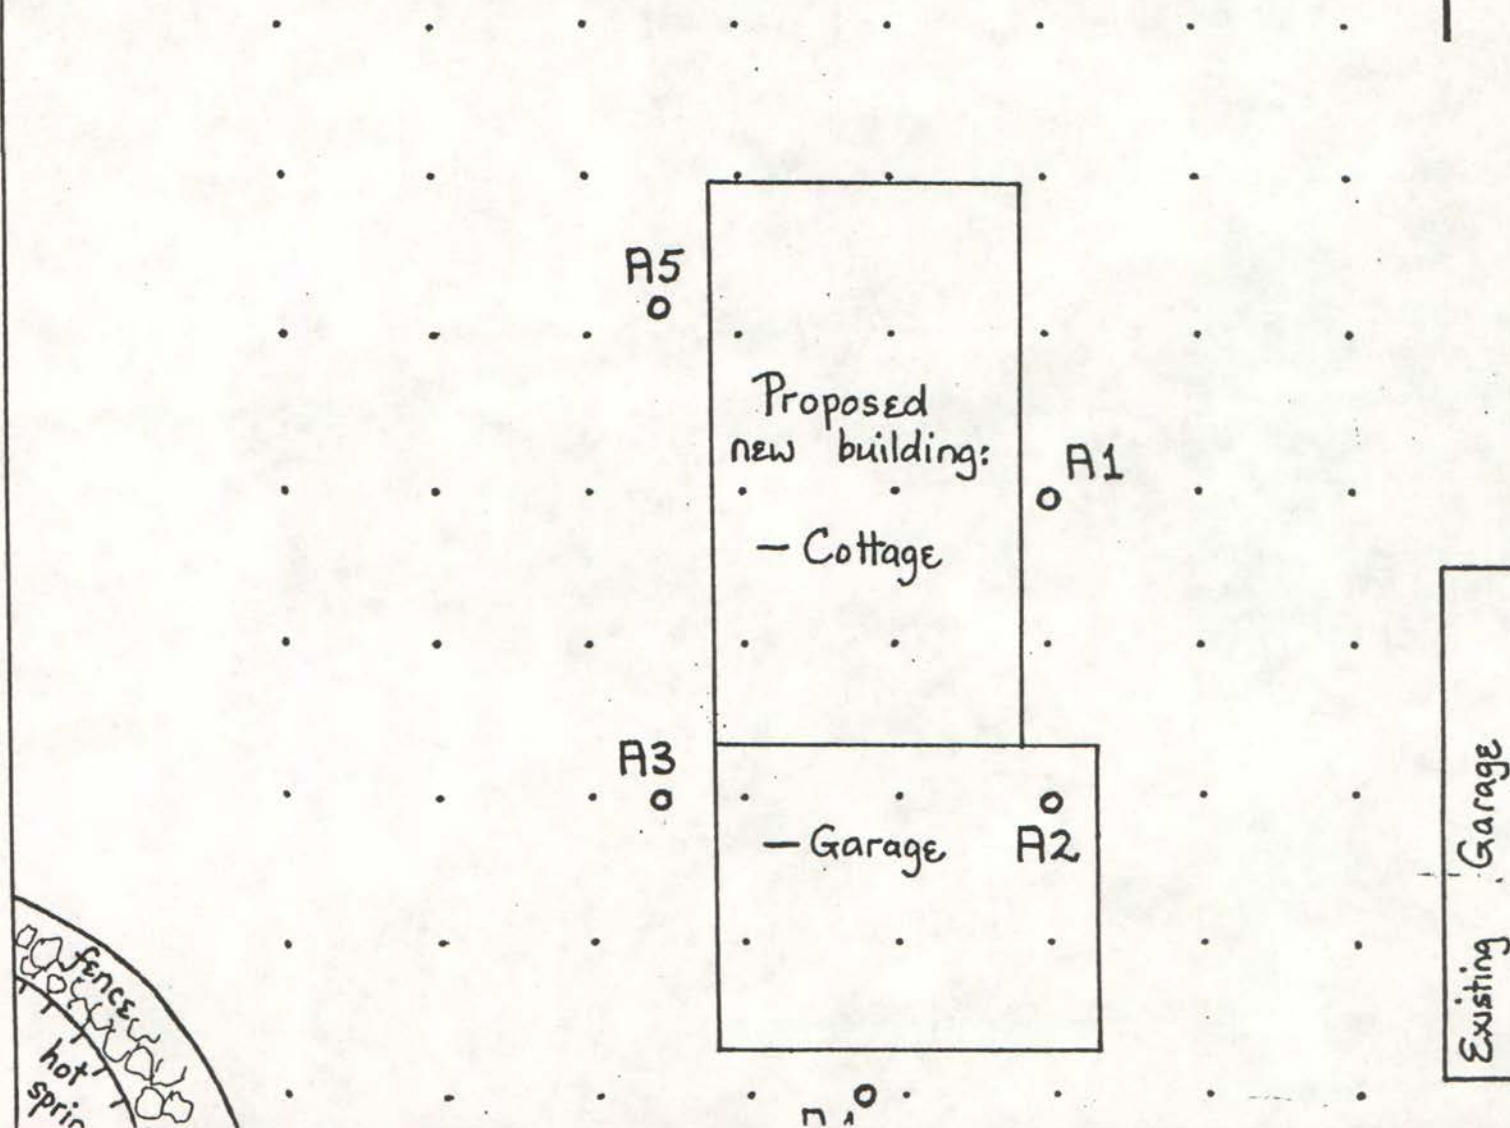 A5
Proposed
new building:
A1
- Cottage
A3
- Garage
A2
Existing Garage
fence
hot